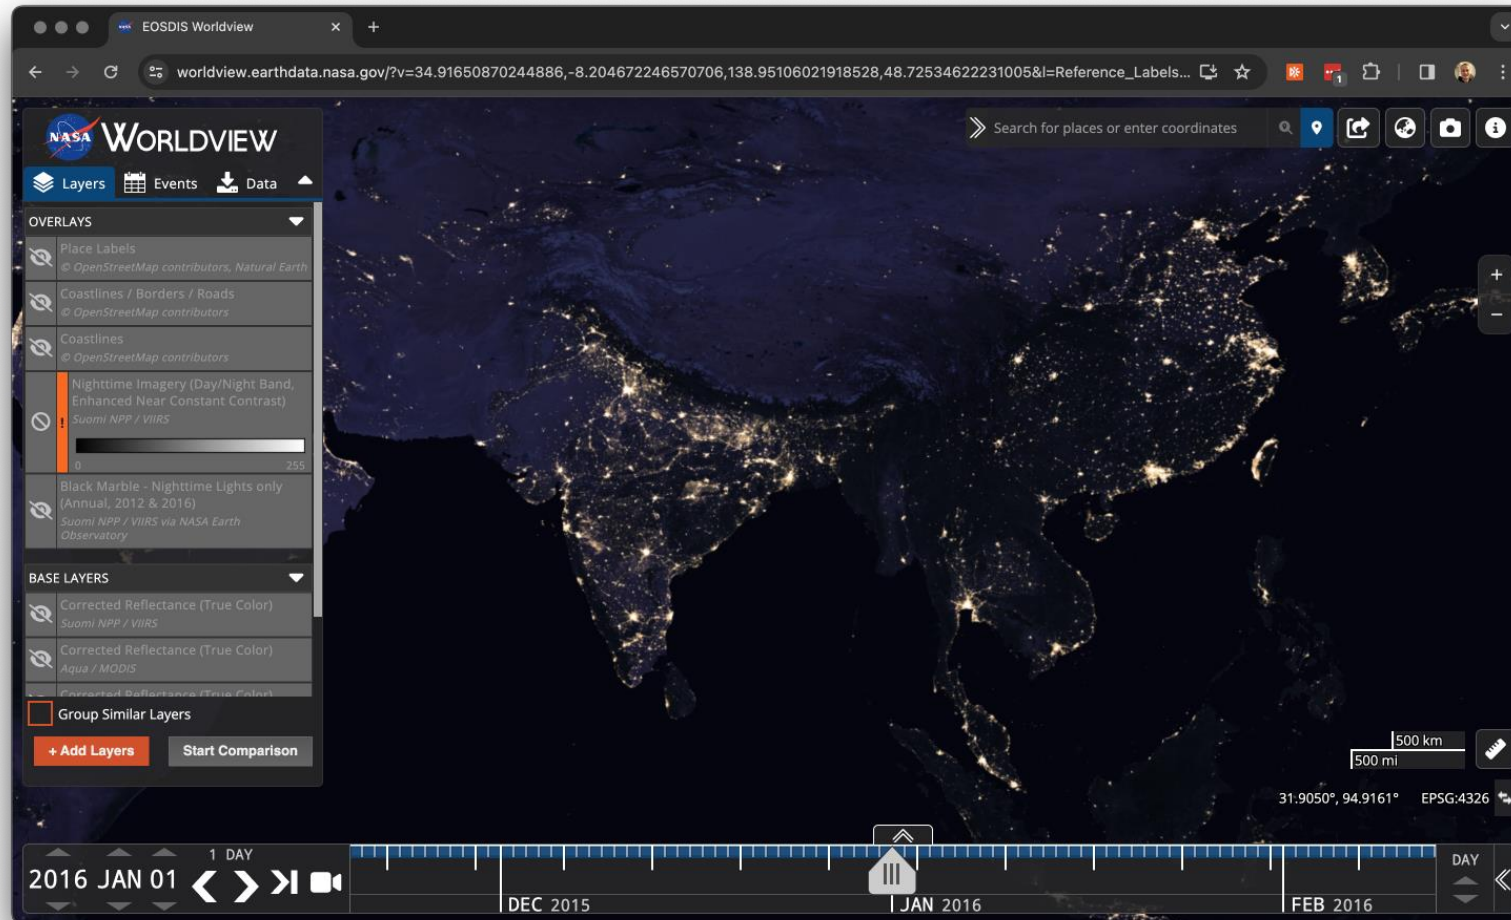 EOSDIS Worldview
worldview.earthdata.nasa.gov/?v=34.91650870244886,-8.204672246570706,138.95106021918528,48.72534622231005&l=Reference_Labels...
1
NASA WORLDVIEW
Search for places or enter coordinates
Layers Events Data
OVERLAYS
Place Labels
© OpenStreetMap contributors, Natural Earth
Coastlines / Borders / Roads
© OpenStreetMap contributors
Coastlines
© OpenStreetMap contributors
Nighttime Imagery (Day/Night Band,
Enhanced Near Constant Contrast)
!
Suomi NPP / VIIRS
0 255
Black Marble - Nighttime Lights only
(Annual, 2012 & 2016)
Suomi NPP / VIIRS via NASA Earth
Observatory
BASE LAYERS
Corrected Reflectance (True Color)
Suomi NPP / VIIRS
Corrected Reflectance (True Color)
Aqua / MODIS
Corrected Reflectance (True Color)
Group Similar Layers
+ Add Layers Start Comparison
+
−
500 km
500 mi
31.9050°, 94.9161° EPSG:4326
1 DAY
2016 JAN 01
DEC 2015 JAN 2016 FEB 2016
DAY